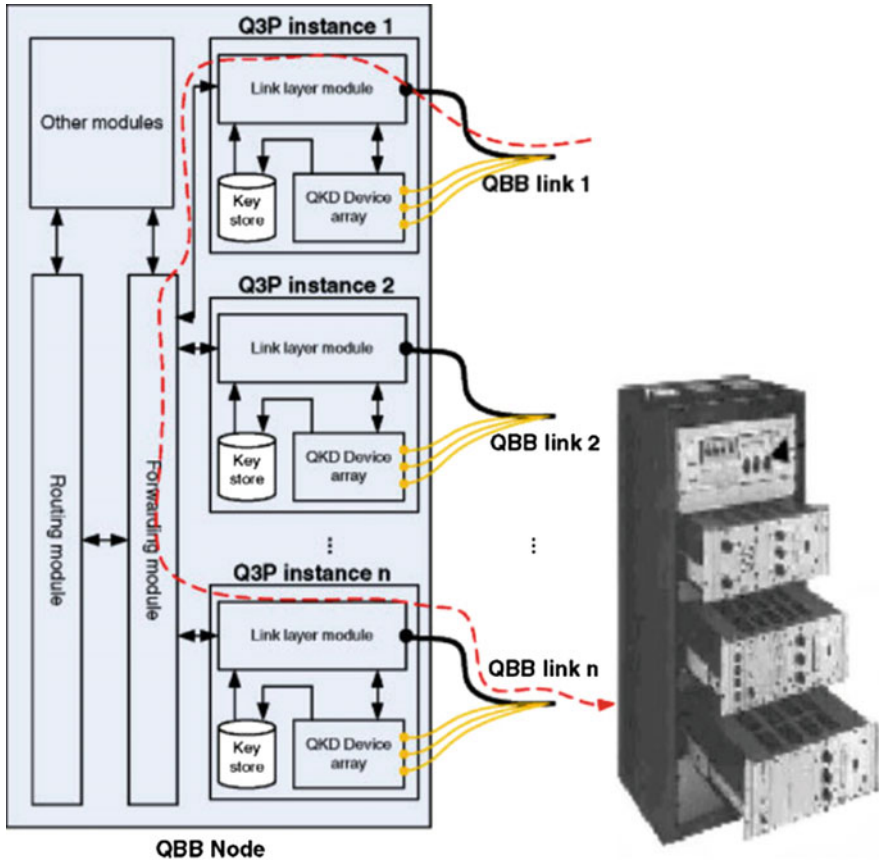 Q3P instance 1
Other modules
Link layer module
Key
store
QKD Device
array
QBB link 1
Q3P instance 2
Link layer module
Key
store
QKD Device
array
QBB link 2
Routing module
Forwarding module
...
...
Q3P instance n
Link layer module
Key
store
QKD Device
array
QBB link n
QBB Node